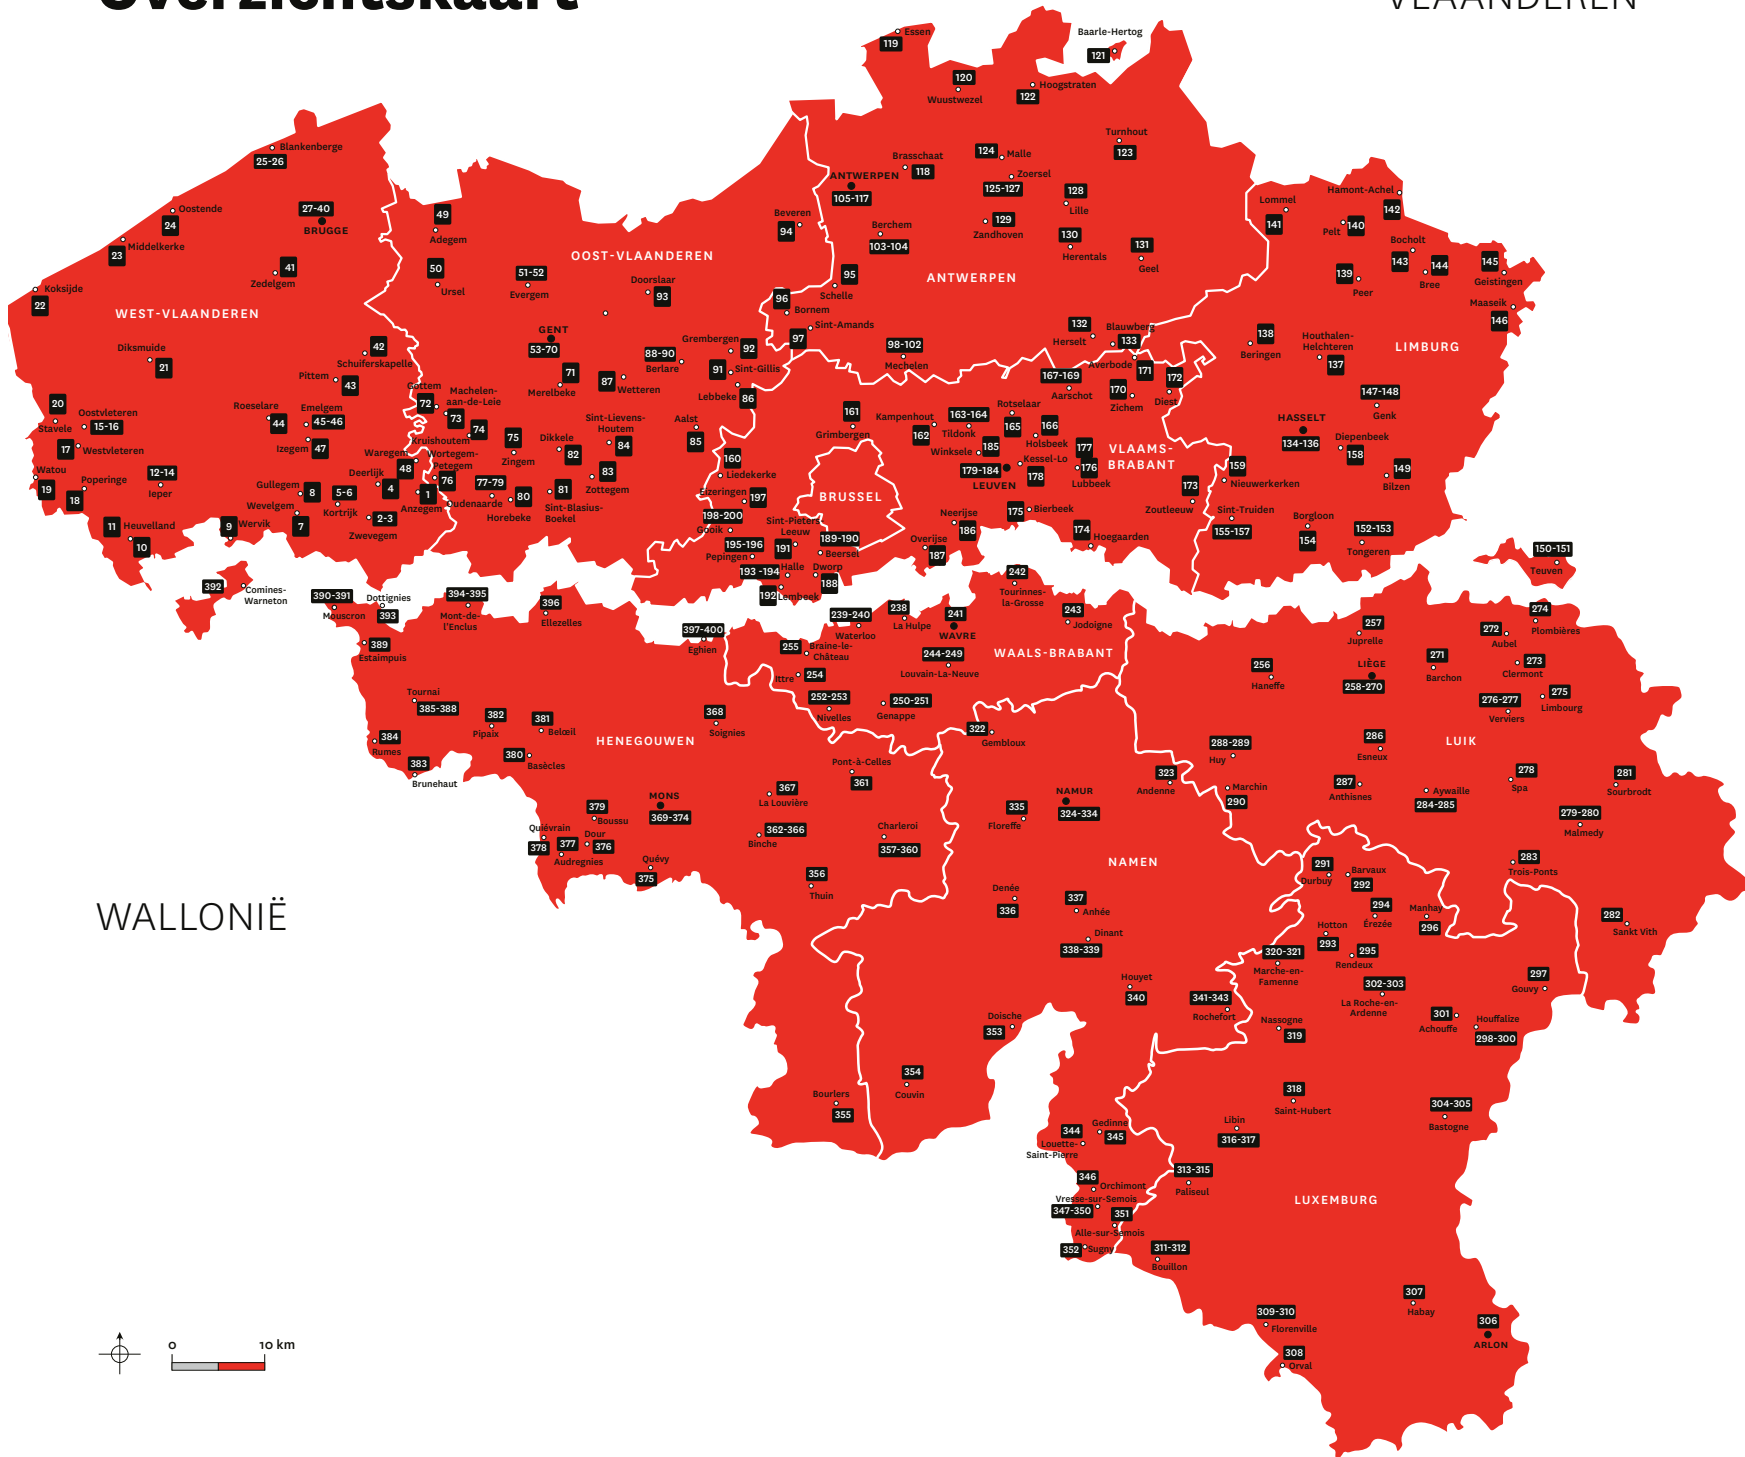 Overzichtskaart
VLAANDEREN
Essen
119
Baarle-Hertog
121
120
Wuustwezel
Hoogstraten
122
Turnhout
123
124
Malle
Brasschaat
118
Zoersel
125-127
ANTWERPEN
105-117
128
Lille
129
Zandhoven
Berchem
103-104
130
Herentals
131
Geel
Beveren
94
95
Schelle
ANTWERPEN
96
Bornem
Sint-Amands
97
98-102
Mechelen
132
Herselt
Blauwberg
133
Averbode
171
Blankenberge
25-26
Oostende
24
27-40
BRUGGE
Middelkerke
23
41
Zedelgem
Koksijde
22
WEST-VLAANDEREN
Diksmuide
21
42
Schuiferskapelle
Pittem
43
20
Stavele
Oostvleteren
15-16
17
Westvleteren
Roeselare
44
Emelgem
45-46
Izegem
47
Watou
19
Poperinge
18
12-14
Ieper
Waregem
48
Deerlijk
4
Gullegem
8
5-6
Kortrijk
Wevelgem
7
2-3
Zwevegem
1
Anzegem
11
Heuvelland
10
9
Wervik
49
Adegem
50
Ursel
51-52
Evergem
OOST-VLAANDEREN
Doorslaar
93
GENT
53-70
71
Merelbeke
Grembergen
92
88-90
Berlare
91
Sint-Gillis
87
Wetteren
Lebbeke
86
Gottem
72
Machelen-
aan-de-Leie
73
74
Kruishoutem
75
Zingem
Wortegem-
Petegem
76
Dikkele
82
Sint-Lievens-
Houtem
84
Aalst
85
77-79
Oudenaarde
80
Horebeke
81
Sint-Blasius-
Boekel
83
Zottegem
161
Grimbergen
Kampenhout
162
163-164
Tildonk
Rotselaar
165
166
Holsbeek
167-169
Aarschot
170
Zichem
172
Diest
Winksele
185
Kessel-Lo
178
179-184
LEUVEN
177
176
Lubbeek
VLAAMS-
BRABANT
160
Liedekerke
BRUSSEL
Elzeringen
197
198-200
Gooik
Sint-Pieters
Leeuw
191
189-190
Beersel
195-196
Pepingen
193 -194
Halle
Dworp
188
192
Lembeek
Neerijse
186
Overijse
187
175
Bierbeek
174
Hoegaarden
173
Zoutleeuw
Hamont-Achel
142
Lommel
141
Pelt
140
Bocholt
143
144
Bree
145
Geistingen
139
Peer
Maaseik
146
138
Beringen
Houthalen-
Helchteren
137
LIMBURG
147-148
Genk
HASSELT
134-136
Diepenbeek
158
149
Bilzen
159
Nieuwerkerken
Sint-Truiden
155-157
Borgloon
154
152-153
Tongeren
150-151
Teuven
392
Comines-
Warneton
390-391
Mouscron
Dottignies
393
394-395
Mont-de-
l'Enclus
396
Ellezelles
389
Estaimpuis
397-400
Eghien
Tournai
385-388
382
Pipaix
381
Belœil
384
Rumes
383
Brunehaut
380
Basècles
HENEGOUWEN
368
Soignies
MONS
369-374
379
Boussu
Quiévrain
378
377
Audregnies
Dour
376
Quévy
375
367
La Louvière
362-366
Binche
Pont-à-Celles
361
Charleroi
357-360
356
Thuin
Bourlers
355
239-240
Waterloo
238
La Hulpe
241
WAVRE
242
Tourinnes-
la-Grosse
243
Jodoigne
255
Braine-le-
Château
Ittre
254
244-249
Louvain-La-Neuve
WAALS-BRABANT
252-253
Nivelles
250-251
Genappe
322
Gembloux
323
Andenne
335
Floreffe
NAMUR
324-334
NAMEN
Denée
336
337
Anhée
Dinant
338-339
Houyet
340
341-343
Rochefort
Doische
353
354
Couvin
344
Louette-
Saint-Pierre
Gedinne
345
346
Orchimont
Vresse-sur-Semois
347-350
351
Alle-sur-Semois
352
Sugny
274
Plombières
257
Juprelle
272
Aubel
256
Haneffe
LIÈGE
258-270
271
Barchon
273
Clermont
276-277
Verviers
275
Limbourg
288-289
Huy
286
Esneux
LUIK
Marchin
290
287
Anthisnes
Aywaille
284-285
278
Spa
281
Sourbrodt
279-280
Malmedy
283
Trois-Ponts
282
Sankt Vith
291
Durbuy
Barvaux
292
294
Érezée
Manhay
296
Hotton
293
295
Rendeux
320-321
Marche-en-
Famenne
302-303
La Roche-en-
Ardenne
297
Gouvy
301
Achouffe
Houffalize
298-300
Nassogne
319
318
Saint-Hubert
Libin
316-317
304-305
Bastogne
313-315
Paliseul
LUXEMBURG
311-312
Bouillon
307
Habay
309-310
Florenville
306
ARLON
308
Orval
WALLONIË
0
10 km